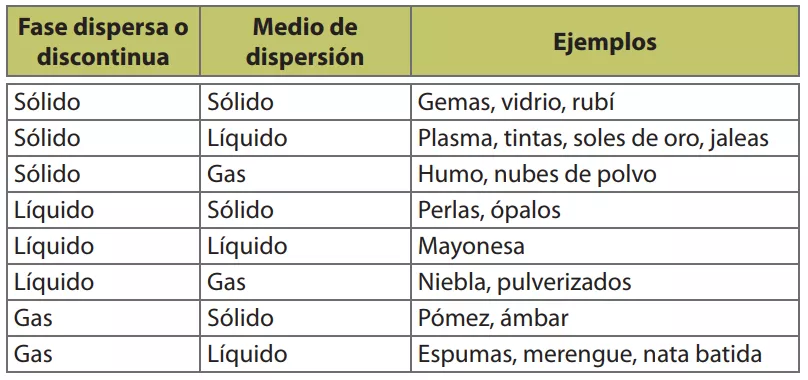 Fase dispersa o discontinua | Medio de dispersión | Ejemplos
Sólido | Sólido | Gemas, vidrio, rubí
Sólido | Líquido | Plasma, tintas, soles de oro, jaleas
Sólido | Gas | Humo, nubes de polvo
Líquido | Sólido | Perlas, ópalos
Líquido | Líquido | Mayonesa
Líquido | Gas | Niebla, pulverizados
Gas | Sólido | Pómez, ámbar
Gas | Líquido | Espumas, merengue, nata batida